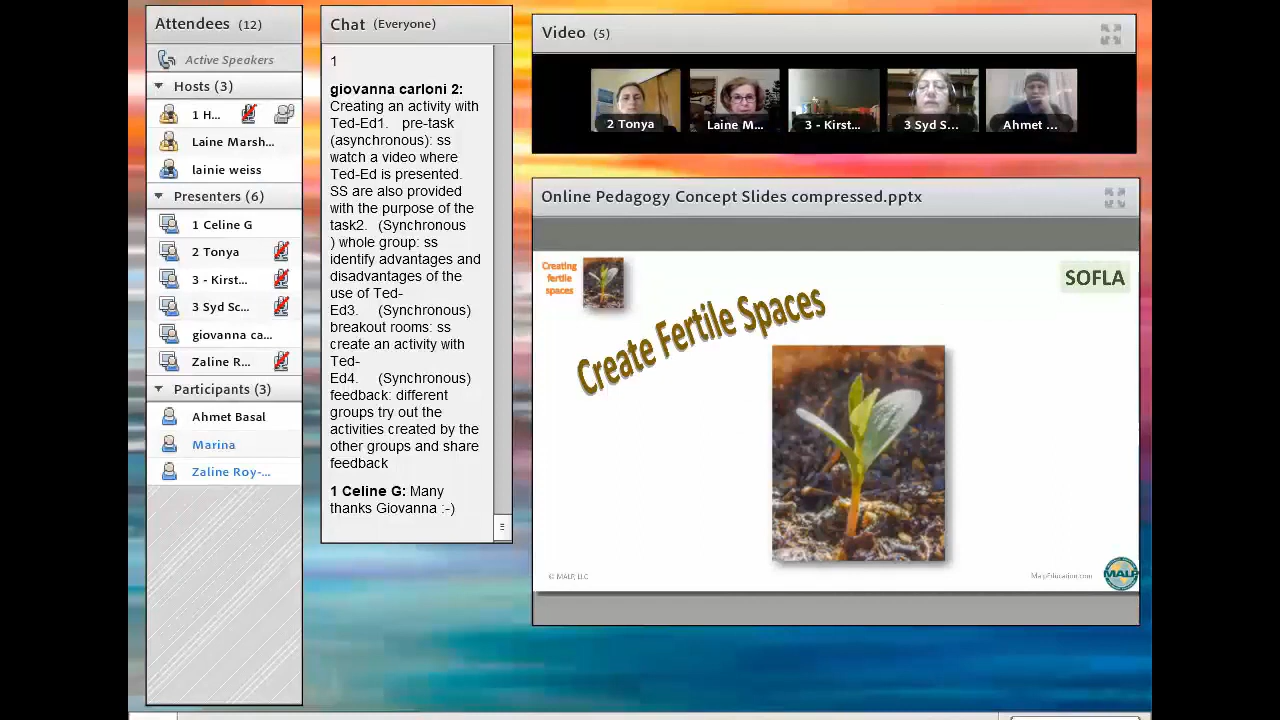 Attendees (12)
Active Speakers
Hosts (3)
1 H...
Laine Marsh...
lainie weiss
Presenters (6)
1 Celine G
2 Tonya
3 - Kirst...
3 Syd Sc...
giovanna ca...
Zaline R...
Participants (3)
Ahmet Basal
Marina
Zaline Roy-...
Chat (Everyone)
1
giovanna carloni 2:
Creating an activity with
Ted-Ed1. pre-task
(asynchronous): ss
watch a video where
Ted-Ed is presented.
SS are also provided
with the purpose of the
task2. (Synchronous
) whole group: ss
identify advantages and
disadvantages of the
use of Ted-
Ed3. (Synchronous)
breakout rooms: ss
create an activity with
Ted-
Ed4. (Synchronous)
feedback: different
groups try out the
activities created by the
other groups and share
feedback
1 Celine G: Many
thanks Giovanna :-)
Video (5)
2 Tonya
Laine M...
3 - Kirst...
3 Syd S...
Ahmet ...
Online Pedagogy Concept Slides compressed.pptx
Creating
fertile
spaces
SOFLA
Create Fertile Spaces
© MALP, LLC
MalpEducation.com
MALP